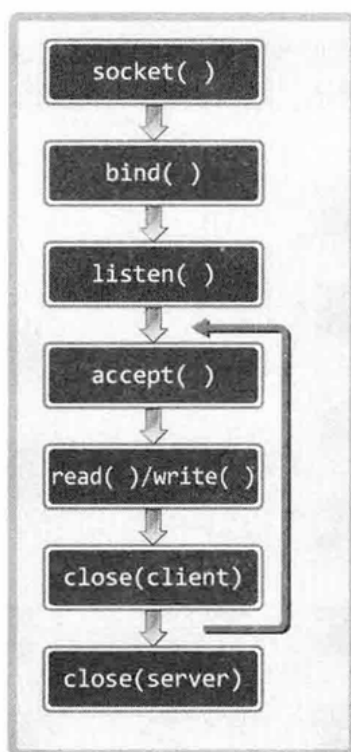 socket( )
bind( )
listen( )
accept( )
read( )/write( )
close(client)
close(server)